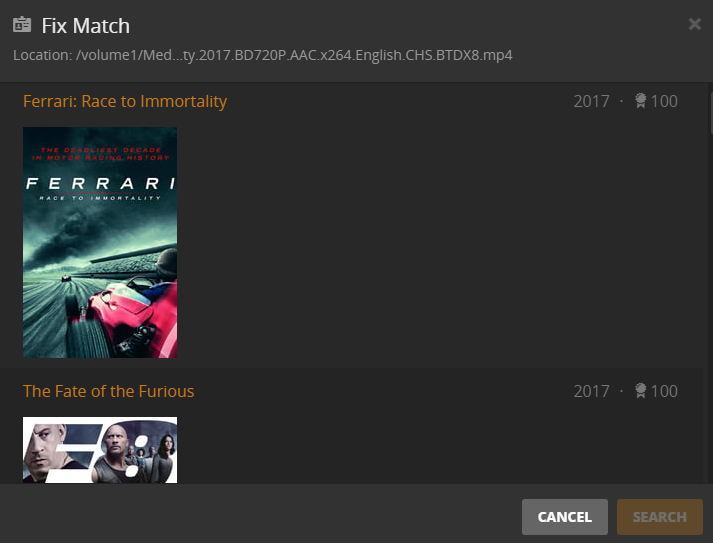 Fix Match
Location: /volume1/Med...ty.2017.BD720P.AAC.x264.English.CHS.BTDX8.mp4
Ferrari: Race to Immortality
2017 · 100
THE DEADLIEST DECADE
IN MOTOR RACING HISTORY
FERRARI
RACE TO IMMORTALITY
The Fate of the Furious
2017 · 100
F8
CANCEL
SEARCH